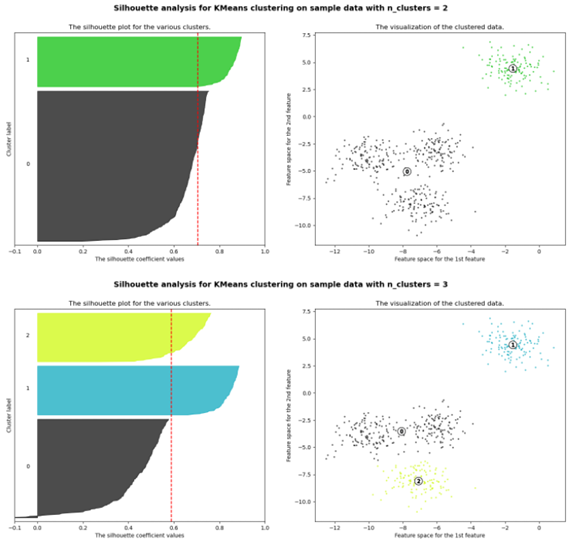 Silhouette analysis for KMeans clustering on sample data with n_clusters = 2
The silhouette plot for the various clusters.
1
0
Cluster label
−0.1 0.0 0.2 0.4 0.6 0.8 1.0
The silhouette coefficient values
The visualization of the clustered data.
7.5
5.0
2.5
0.0
−2.5
−5.0
−7.5
−10.0
Feature space for the 2nd feature
1
0
−12 −10 −8 −6 −4 −2 0
Feature space for the 1st feature
Silhouette analysis for KMeans clustering on sample data with n_clusters = 3
The silhouette plot for the various clusters.
2
1
0
Cluster label
−0.1 0.0 0.2 0.4 0.6 0.8 1.0
The silhouette coefficient values
The visualization of the clustered data.
7.5
5.0
2.5
0.0
−2.5
−5.0
−7.5
−10.0
Feature space for the 2nd feature
1
0
2
−12 −10 −8 −6 −4 −2 0
Feature space for the 1st feature